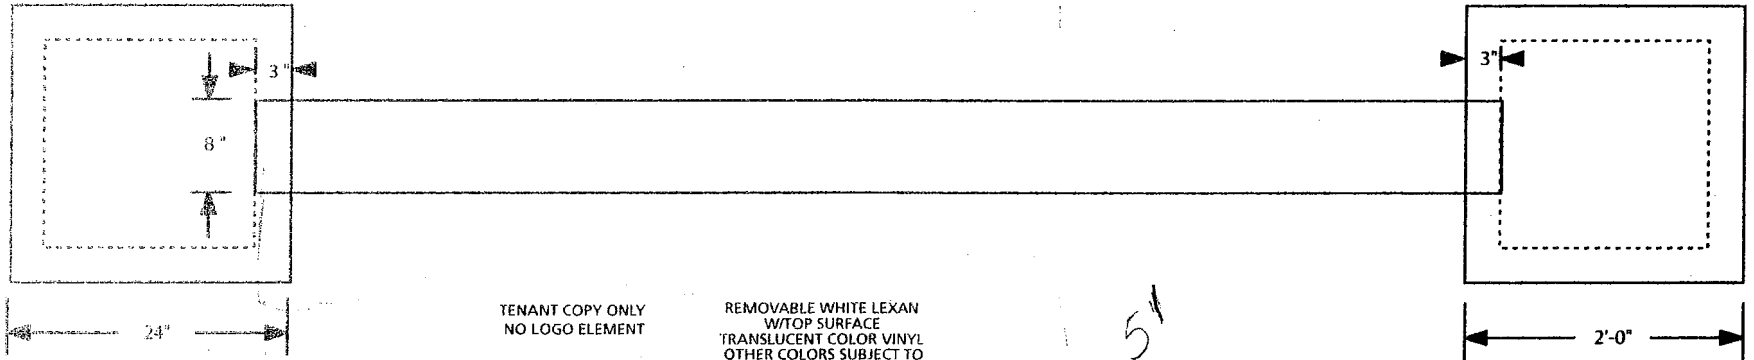 3"
3"
8"
TENANT COPY ONLY
NO LOGO ELEMENT
REMOVABLE WHITE LEXAN
W/TOP SURFACE
TRANSLUCENT COLOR VINYL
OTHER COLORS SUBJECT TO
5"
24"
2'-0"